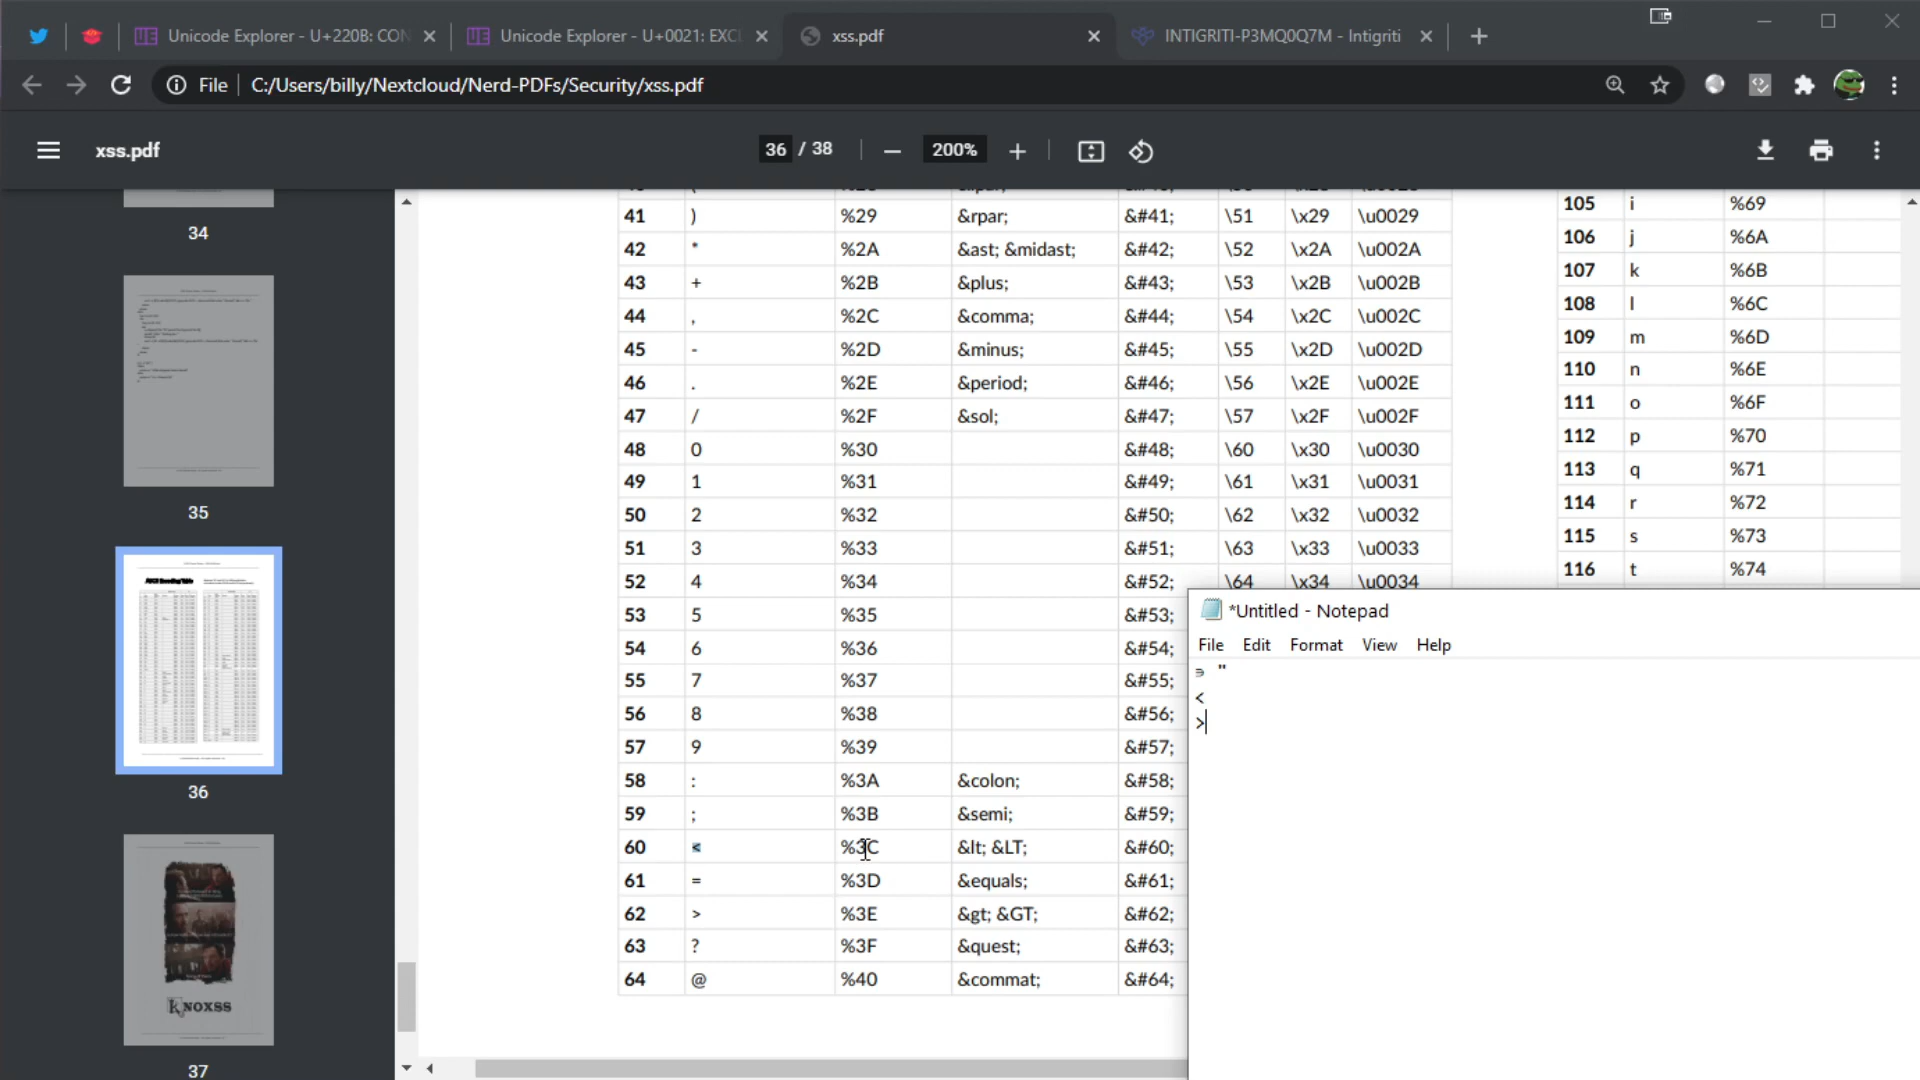 Unicode Explorer - U+220B: CON
Unicode Explorer - U+0021: EXCL
xss.pdf
INTIGRITI-P3MQ0Q7M - Intigriti
File
C:/Users/billy/Nextcloud/Nerd-PDFs/Security/xss.pdf
xss.pdf
36 / 38
200%
34
35
36
KNOXSS
37
41 ) %29 &rpar; &#41; \51 \x29 \u0029
42 * %2A &ast; &midast; &#42; \52 \x2A \u002A
43 + %2B &plus; &#43; \53 \x2B \u002B
44 , %2C &comma; &#44; \54 \x2C \u002C
45 - %2D &minus; &#45; \55 \x2D \u002D
46 . %2E &period; &#46; \56 \x2E \u002E
47 / %2F &sol; &#47; \57 \x2F \u002F
48 0 %30 &#48; \60 \x30 \u0030
49 1 %31 &#49; \61 \x31 \u0031
50 2 %32 &#50; \62 \x32 \u0032
51 3 %33 &#51; \63 \x33 \u0033
52 4 %34 &#52; \64 \x34 \u0034
53 5 %35 &#53;
54 6 %36 &#54;
55 7 %37 &#55;
56 8 %38 &#56;
57 9 %39 &#57;
58 : %3A &colon; &#58;
59 ; %3B &semi; &#59;
60 < %3C &lt; &LT; &#60;
61 = %3D &equals; &#61;
62 > %3E &gt; &GT; &#62;
63 ? %3F &quest; &#63;
64 @ %40 &commat; &#64;
105 i %69
106 j %6A
107 k %6B
108 l %6C
109 m %6D
110 n %6E
111 o %6F
112 p %70
113 q %71
114 r %72
115 s %73
116 t %74
*Untitled - Notepad
File Edit Format View Help
∋ "
<
>